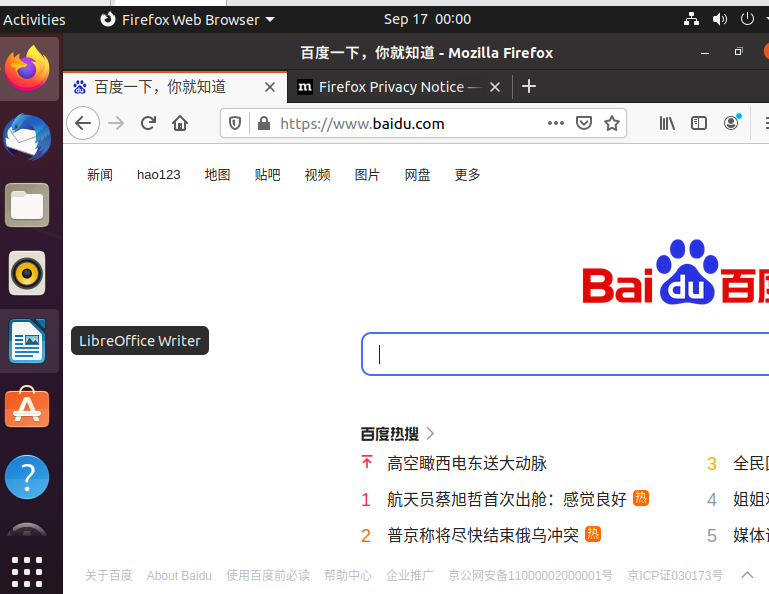 Activities Firefox Web Browser Sep 17 00:00
百度一下，你就知道 - Mozilla Firefox
百度一下，你就知道 Firefox Privacy Notice —
https://www.baidu.com
新闻 hao123 地图 贴吧 视频 图片 网盘 更多
Bai du 百
LibreOffice Writer
百度热搜
高空瞰西电东送大动脉 3 全民
1 航天员蔡旭哲首次出舱：感觉良好 热 4 姐姐
2 普京称将尽快结束俄乌冲突 热 5 媒体
关于百度 About Baidu 使用百度前必读 帮助中心 企业推广 京公网安备11000002000001号 京ICP证030173号